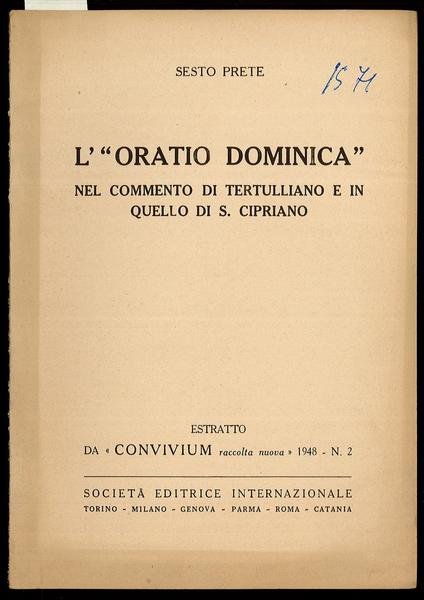 SESTO PRETE
1571
L' "ORATIO DOMINICA"
NEL COMMENTO DI TERTULLIANO E IN
QUELLO DI S. CIPRIANO
ESTRATTO
DA « CONVIVIUM raccolta nuova » 1948 - N. 2
SOCIETÀ EDITRICE INTERNAZIONALE
TORINO - MILANO - GENOVA - PARMA - ROMA - CATANIA